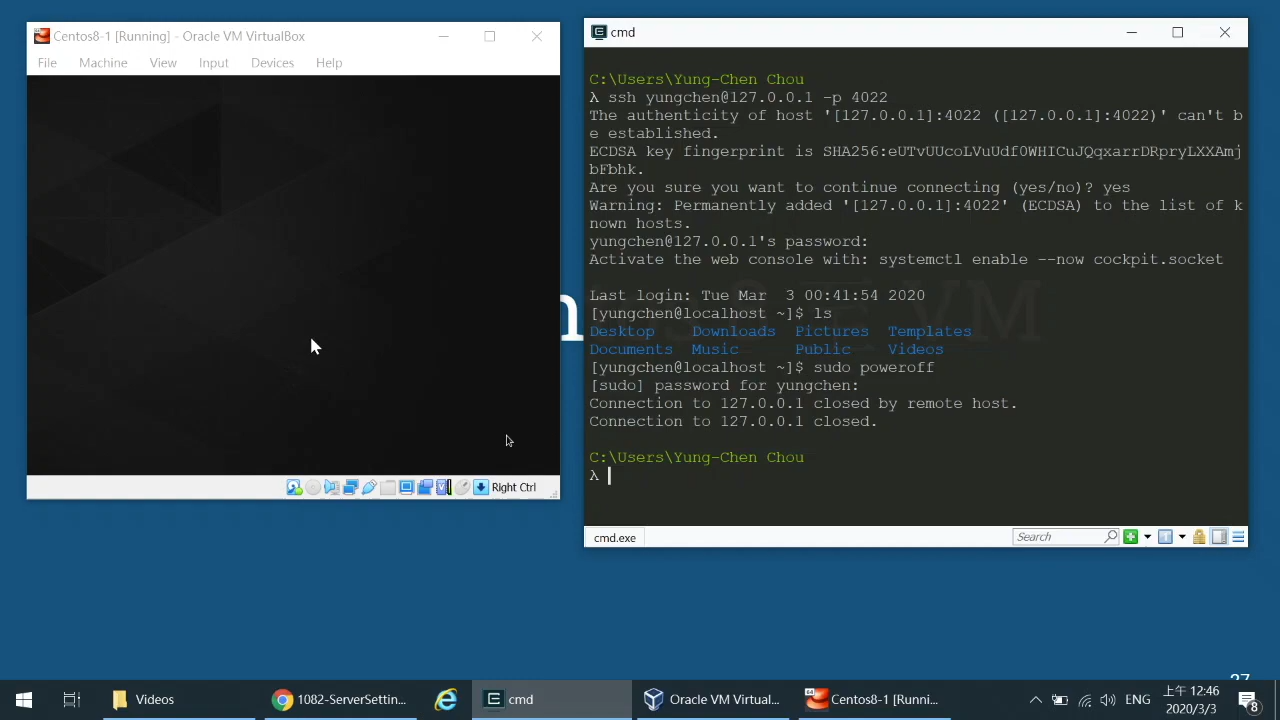 Centos8-1 [Running] - Oracle VM VirtualBox
File Machine View Input Devices Help
Right Ctrl
cmd
C:\Users\Yung-Chen Chou
λ ssh yungchen@127.0.0.1 -p 4022
The authenticity of host '[127.0.0.1]:4022 ([127.0.0.1]:4022)' can't b
e established.
ECDSA key fingerprint is SHA256:eUTvUUcoLVuUdf0WHICuJQqxarrDRpryLXXAmj
bFbhk.
Are you sure you want to continue connecting (yes/no)? yes
Warning: Permanently added '[127.0.0.1]:4022' (ECDSA) to the list of k
nown hosts.
yungchen@127.0.0.1's password:
Activate the web console with: systemctl enable --now cockpit.socket
Last login: Tue Mar  3 00:41:54 2020
[yungchen@localhost ~]$ ls
Desktop Downloads Pictures Templates
Documents Music Public Videos
[yungchen@localhost ~]$ sudo poweroff
[sudo] password for yungchen:
Connection to 127.0.0.1 closed by remote host.
Connection to 127.0.0.1 closed.
C:\Users\Yung-Chen Chou
λ
cmd.exe
Search
VM
27
Videos
1082-ServerSettin...
cmd
Oracle VM Virtual...
Centos8-1 [Runni...
ENG
上午 12:46
2020/3/3
8